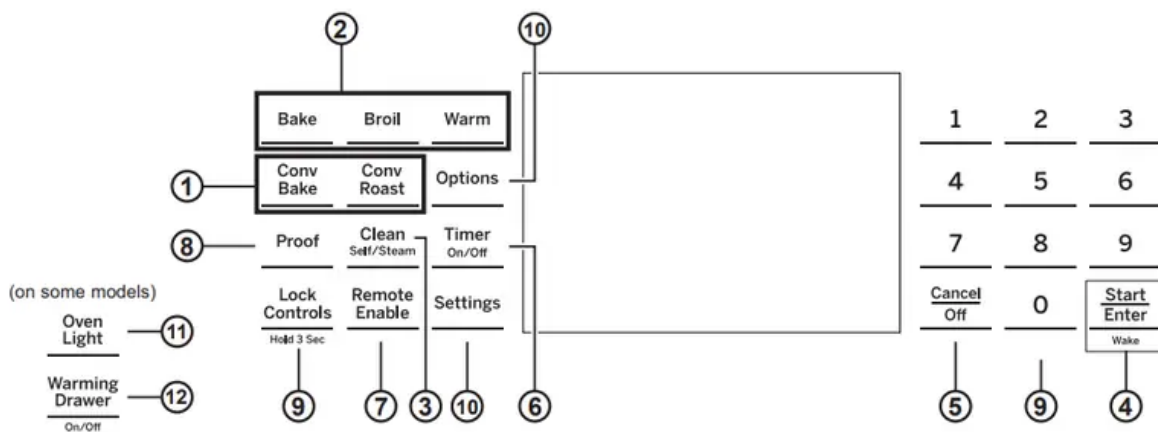 2 10
Bake Broil Warm 1 2 3
1 Conv Bake Conv Roast Options 4 5 6
8 Proof Clean Self/Steam Timer On/Off 7 8 9
(on some models)
Oven Light 11
Lock Controls Hold 3 Sec Remote Enable Settings Cancel Off 0 Start Enter Wake
Warming Drawer On/Off 12
9 7 3 10 6 5 9 4